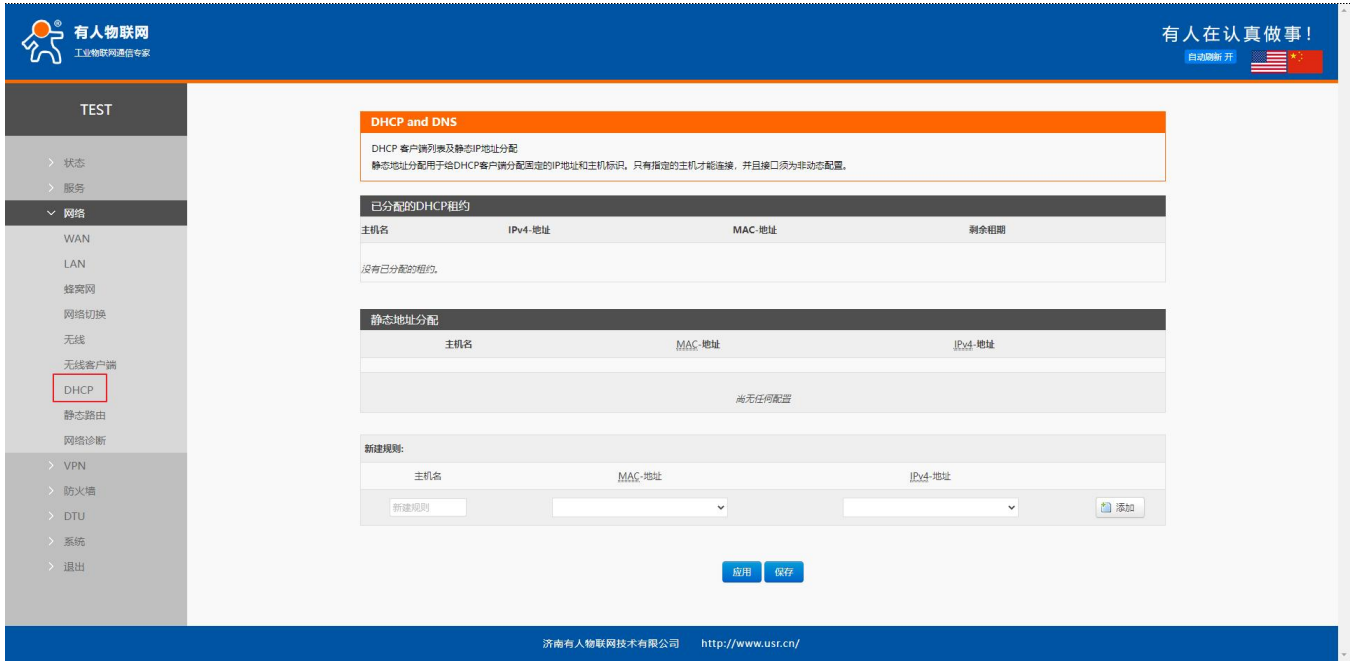 有人物联网
工业物联网通信专家
有人在认真做事！
自动刷新 开
TEST
状态
服务
网络
WAN
LAN
蜂窝网
网络切换
无线
无线客户端
DHCP
静态路由
网络诊断
VPN
防火墙
DTU
系统
退出
DHCP and DNS
DHCP 客户端列表及静态IP地址分配
静态地址分配用于给DHCP客户端分配固定的IP地址和主机标识。只有指定的主机才能连接，并且接口须为非动态配置。
已分配的DHCP租约
主机名 IPv4-地址 MAC-地址 剩余租期
没有已分配的租约。
静态地址分配
主机名 MAC-地址 IPv4-地址
尚无任何配置
新建规则:
主机名 MAC-地址 IPv4-地址
新建规则 添加
应用 保存
济南有人物联网技术有限公司 http://www.usr.cn/